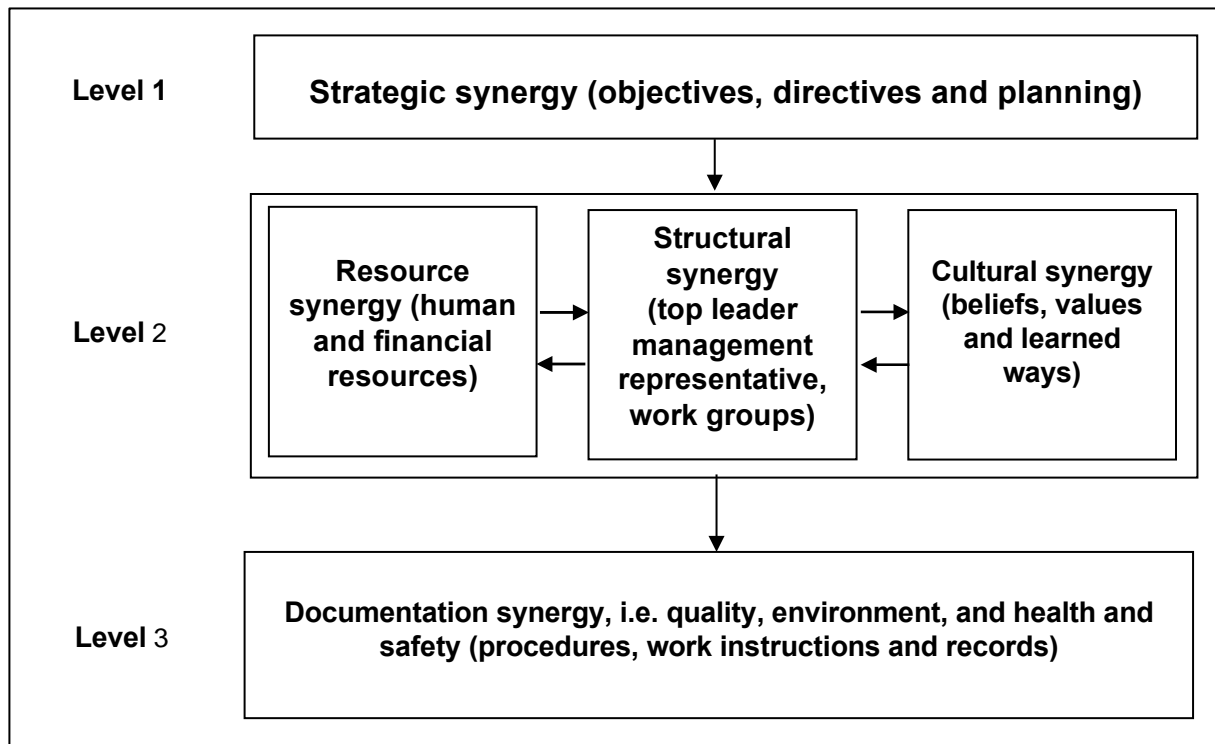 Level 1
Strategic synergy (objectives, directives and planning)
Level 2
Resource
synergy (human
and financial
resources)
Structural
synergy
(top leader
management
representative,
work groups)
Cultural synergy
(beliefs, values
and learned
ways)
Level 3
Documentation synergy, i.e. quality, environment, and health and
safety (procedures, work instructions and records)